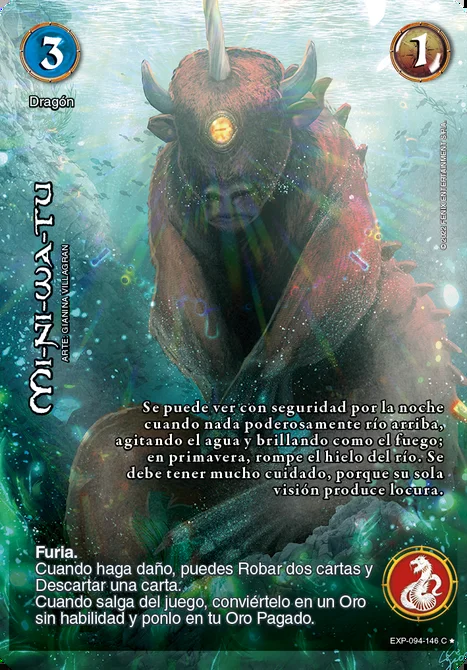 3
1
Dragón
Mi-Ni-wa-tu
ARTE: GIANINA VILLAGRAN
©2022 FENIX ENTERTAINMENT S.P.A.
Se puede ver con seguridad por la noche
cuando nada poderosamente río arriba,
agitando el agua y brillando como el fuego;
en primavera, rompe el hielo del río. Se
debe tener mucho cuidado, porque su sola
visión produce locura.
Furia.
Cuando haga daño, puedes Robar dos cartas y
Descartar una carta.
Cuando salga del juego, conviértelo en un Oro
sin habilidad y ponlo en tu Oro Pagado.
EXP-094-146 C ★